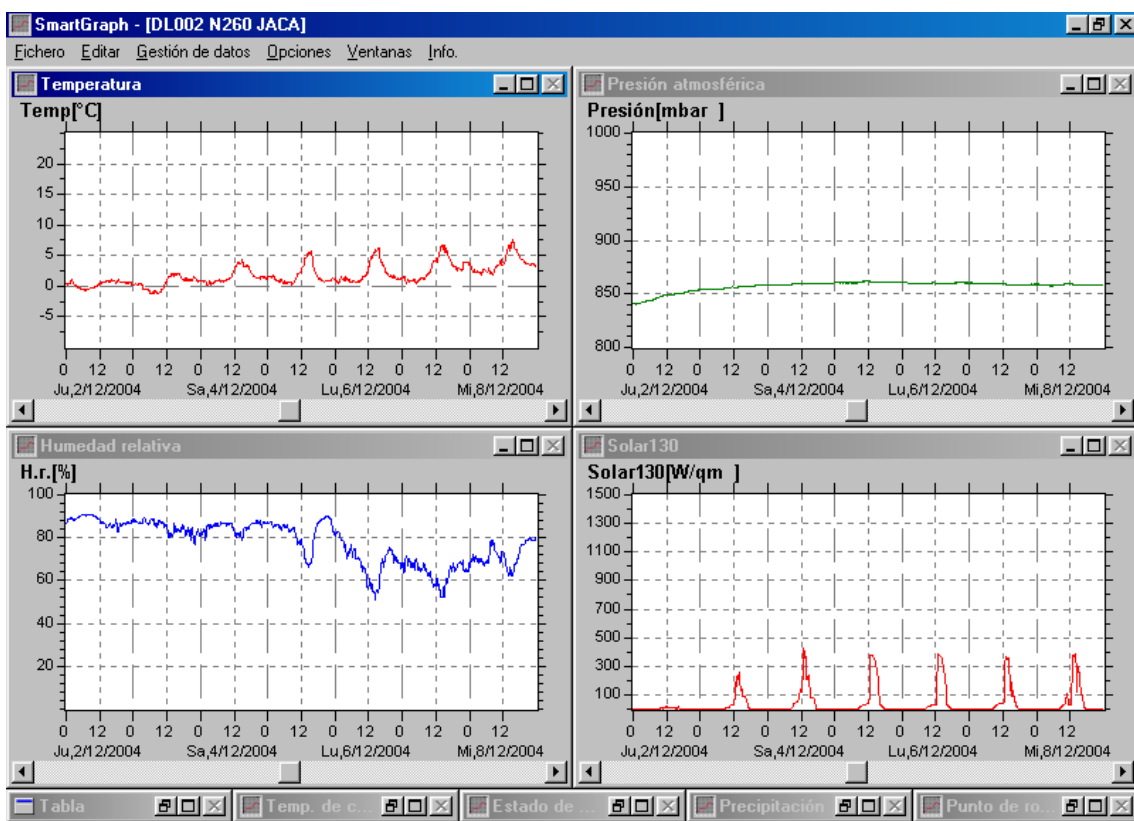 SmartGraph - [DL002 N260 JACA]
Fichero Editar Gestión de datos Opciones Ventanas Info.
Temperatura
Temp[°C]
20
15
10
5
0
-5
0 12 0 12 0 12 0 12 0 12 0 12 0 12
Ju,2/12/2004 Sa,4/12/2004 Lu,6/12/2004 Mi,8/12/2004
Presión atmosférica
Presión[mbar ]
1000
950
900
850
800
0 12 0 12 0 12 0 12 0 12 0 12 0 12
Ju,2/12/2004 Sa,4/12/2004 Lu,6/12/2004 Mi,8/12/2004
Humedad relativa
H.r.[%]
100
80
60
40
20
0 12 0 12 0 12 0 12 0 12 0 12 0 12
Ju,2/12/2004 Sa,4/12/2004 Lu,6/12/2004 Mi,8/12/2004
Solar130
Solar130[W/qm ]
1500
1300
1100
900
700
500
300
100
0 12 0 12 0 12 0 12 0 12 0 12 0 12
Ju,2/12/2004 Sa,4/12/2004 Lu,6/12/2004 Mi,8/12/2004
Tabla Temp. de c... Estado de ... Precipitación Punto de ro...